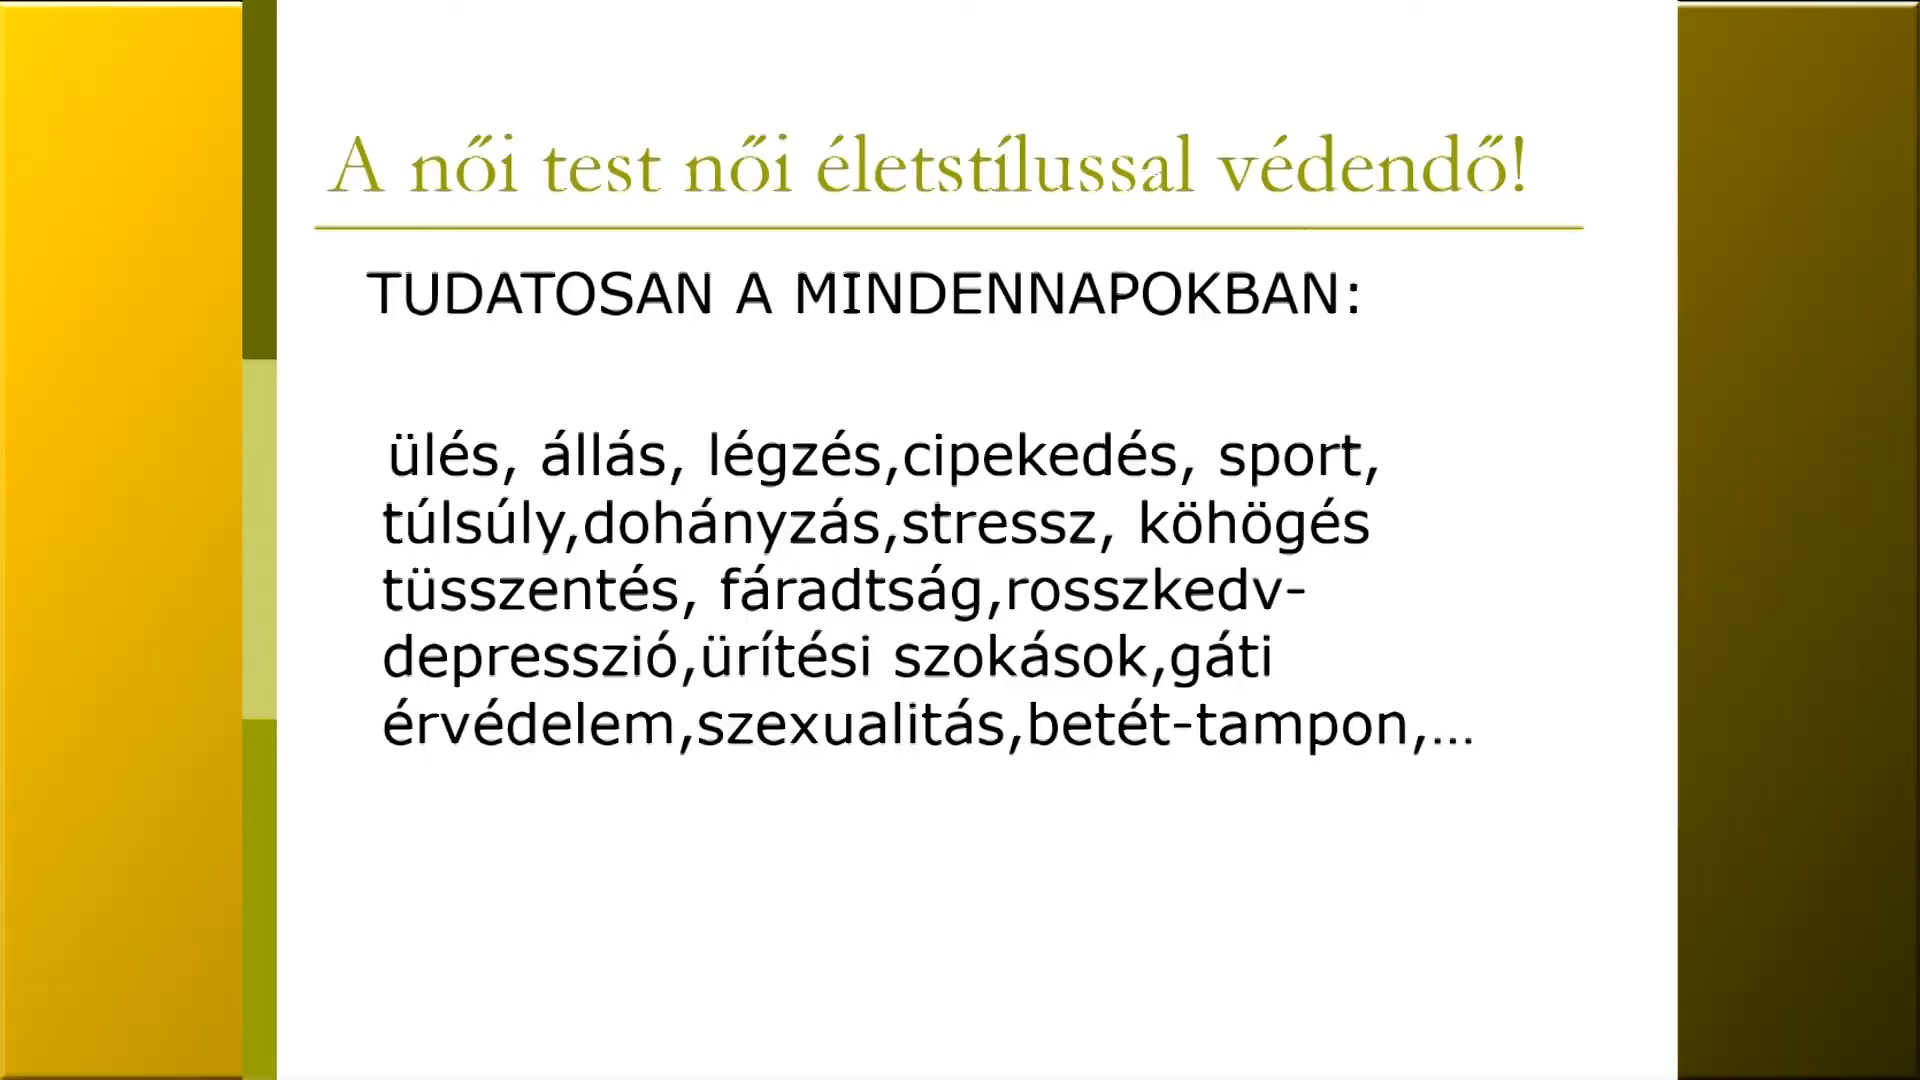 A női test női életstílussal védendő!
TUDATOSAN A MINDENNAPOKBAN:
ülés, állás, légzés,cipekedés, sport,
túlsúly,dohányzás,stressz, köhögés
tüsszentés, fáradtság,rosszkedv-
depresszió,ürítési szokások,gáti
érvédelem,szexualitás,betét-tampon,...